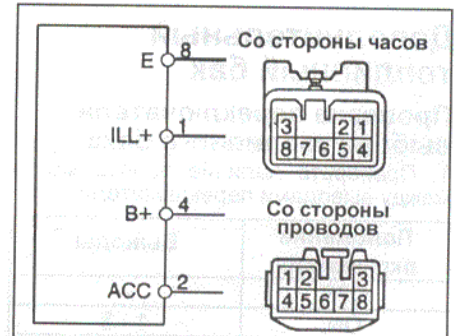 E 8
ILL+ 1
B+ 4
ACC 2
Со стороны часов
3 2 1
8 7 6 5 4
Со стороны
проводов
1 2 3
4 5 6 7 8